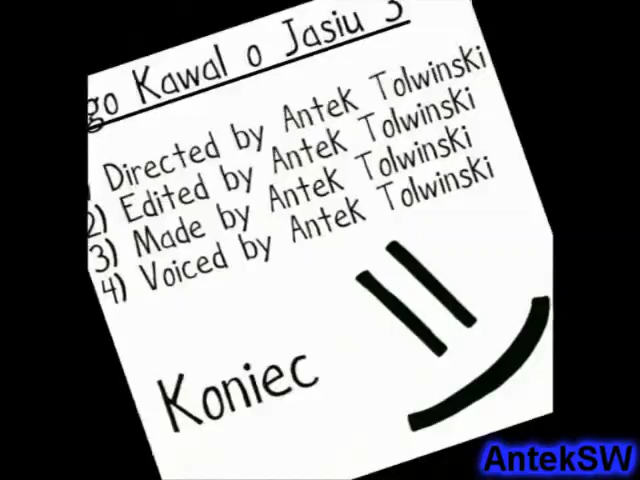 go Kawal o Jasiu 3
) Directed by Antek Tolwinski
2) Edited by Antek Tolwinski
3) Made by Antek Tolwinski
4) Voiced by Antek Tolwinski
Koniec
AntekSW